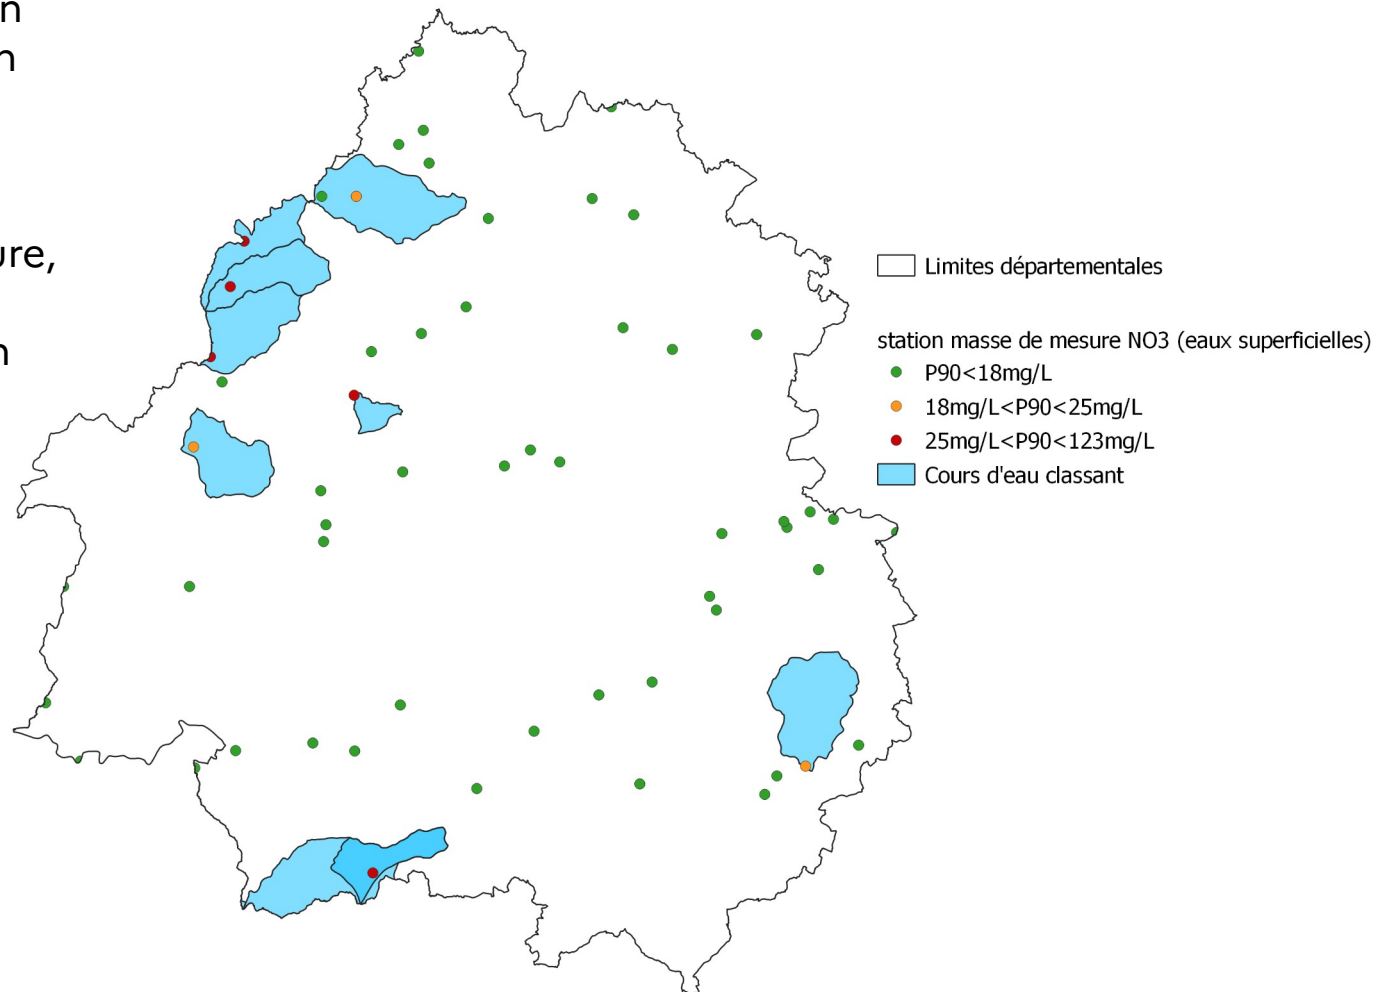 n
n
ure,
n
Limites départementales
station masse de mesure NO3 (eaux superficielles)
P90<18mg/L
18mg/L<P90<25mg/L
25mg/L<P90<123mg/L
Cours d'eau classant